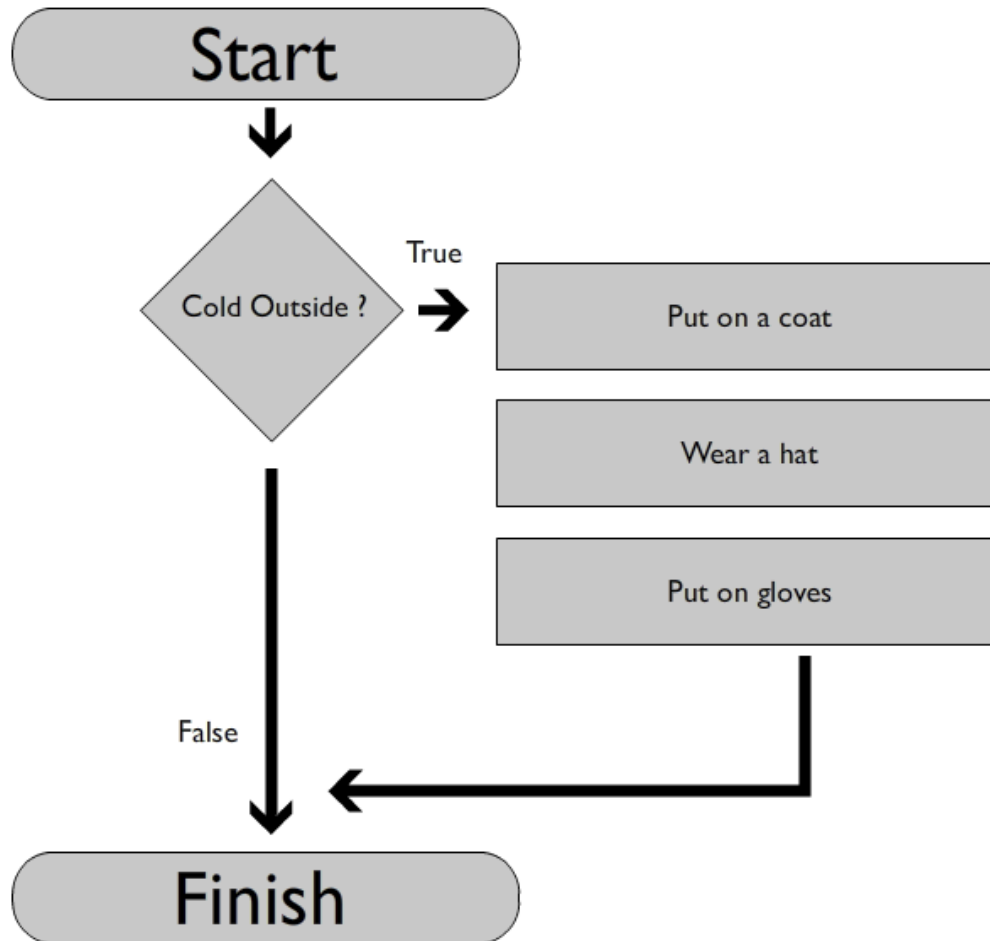 Start
True
Cold Outside ?
Put on a coat
Wear a hat
Put on gloves
False
Finish